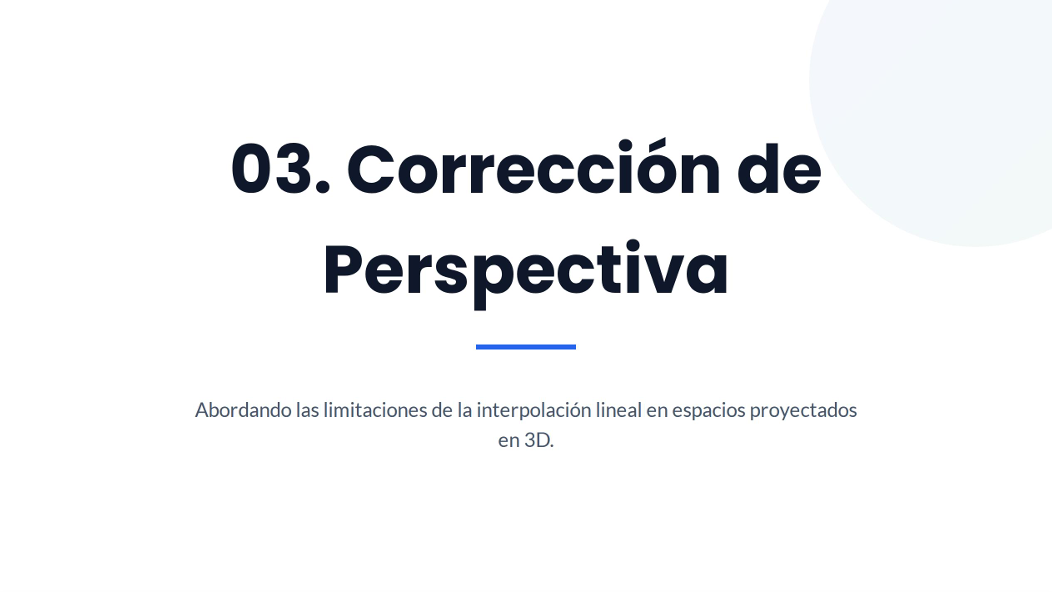 03. Corrección de
Perspectiva
Abordando las limitaciones de la interpolación lineal en espacios proyectados
en 3D.